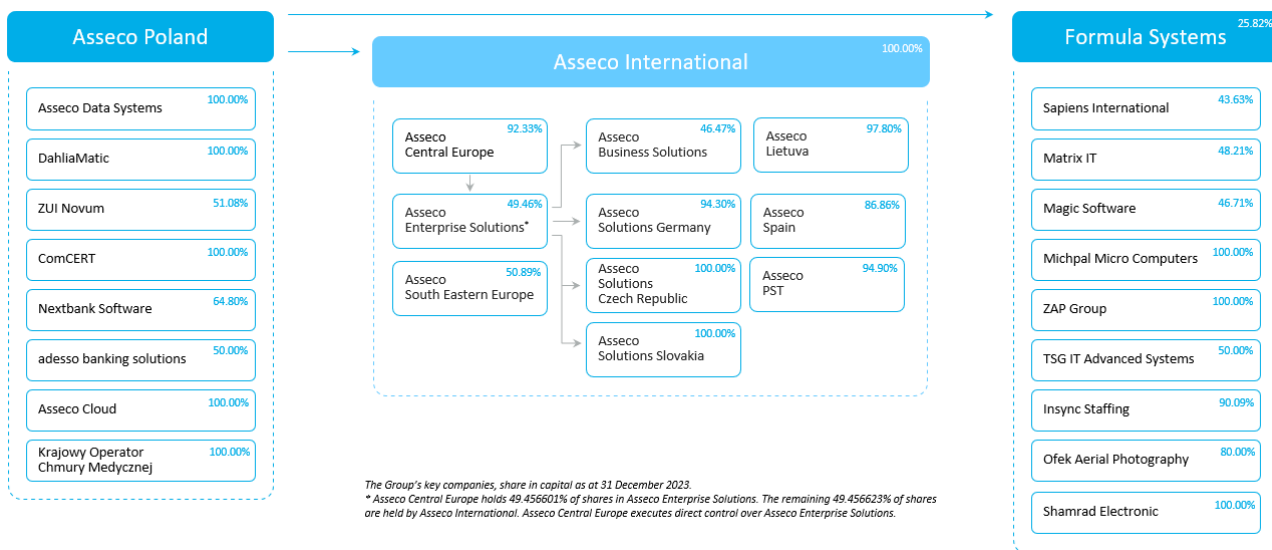 Asseco Poland
Asseco Data Systems
100.00%
DahliaMatic
100.00%
ZUI Novum
51.08%
ComCERT
100.00%
Nextbank Software
64.80%
adesso banking solutions
50.00%
Asseco Cloud
100.00%
Krajowy Operator
Chmury Medycznej
100.00%
Asseco International
100.00%
Asseco
Central Europe
92.33%
Asseco
Enterprise Solutions*
49.46%
Asseco
South Eastern Europe
50.89%
Asseco
Business Solutions
46.47%
Asseco
Solutions Germany
94.30%
Asseco
Solutions
Czech Republic
100.00%
Asseco
Solutions Slovakia
100.00%
Asseco
Lietuva
97.80%
Asseco
Spain
86.86%
Asseco
PST
94.90%
Formula Systems
25.82%
Sapiens International
43.63%
Matrix IT
48.21%
Magic Software
46.71%
Michpal Micro Computers
100.00%
ZAP Group
100.00%
TSG IT Advanced Systems
50.00%
Insync Staffing
90.09%
Ofek Aerial Photography
80.00%
Shamrad Electronic
100.00%
The Group's key companies, share in capital as at 31 December 2023.
* Asseco Central Europe holds 49.456601% of shares in Asseco Enterprise Solutions. The remaining 49.456623% of shares
are held by Asseco International. Asseco Central Europe executes direct control over Asseco Enterprise Solutions.